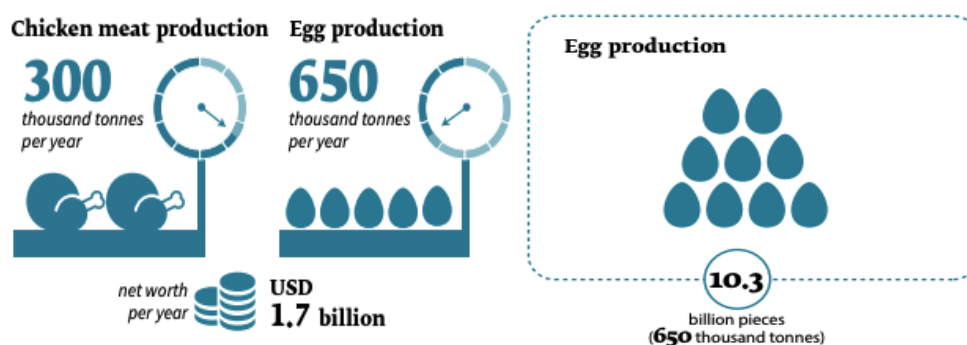 Chicken meat production
300
thousand tonnes
per year
Egg production
650
thousand tonnes
per year
net worth
per year
USD
1.7 billion
Egg production
10.3
billion pieces
(650 thousand tonnes)